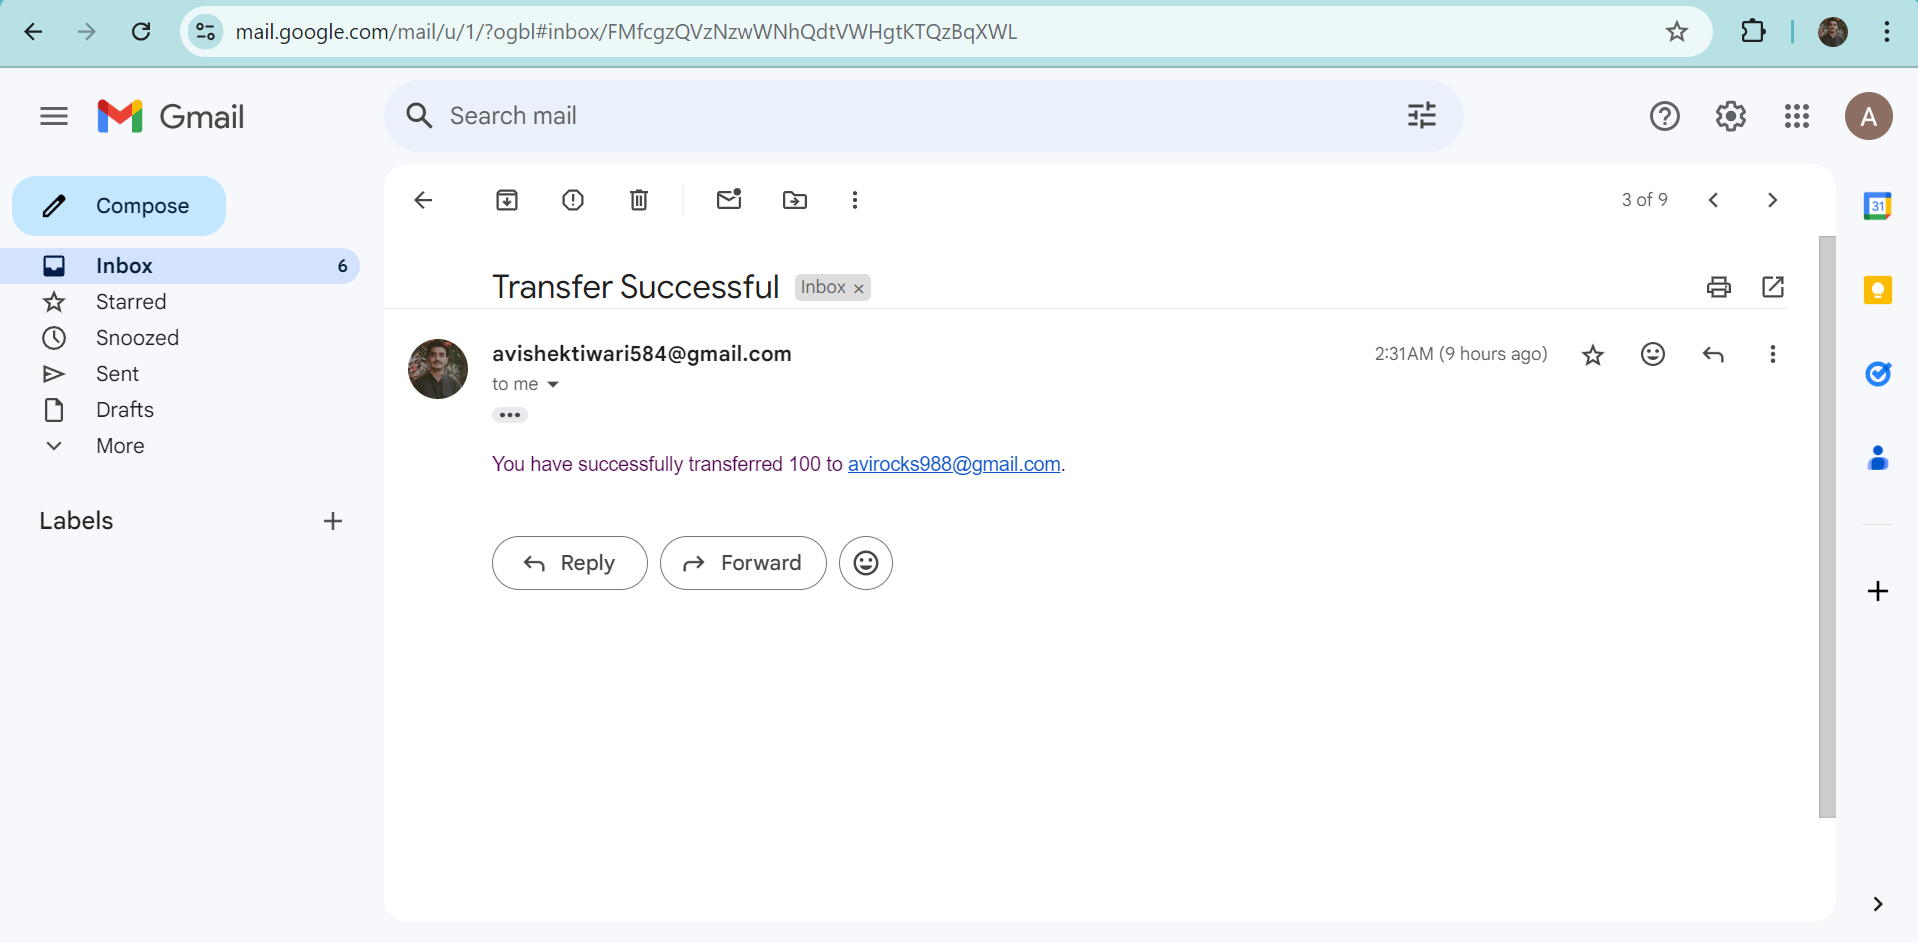 mail.google.com/mail/u/1/?ogbl#inbox/FMfcgzQVzNzwWNhQdtVWHgtKTQzBqXWL
Gmail
Search mail
A
Compose
3 of 9
31
Inbox 6
Starred
Snoozed
Sent
Drafts
More
Labels
Transfer Successful Inbox ×
avishektiwari584@gmail.com 2:31AM (9 hours ago)
to me
You have successfully transferred 100 to avirocks988@gmail.com.
Reply Forward